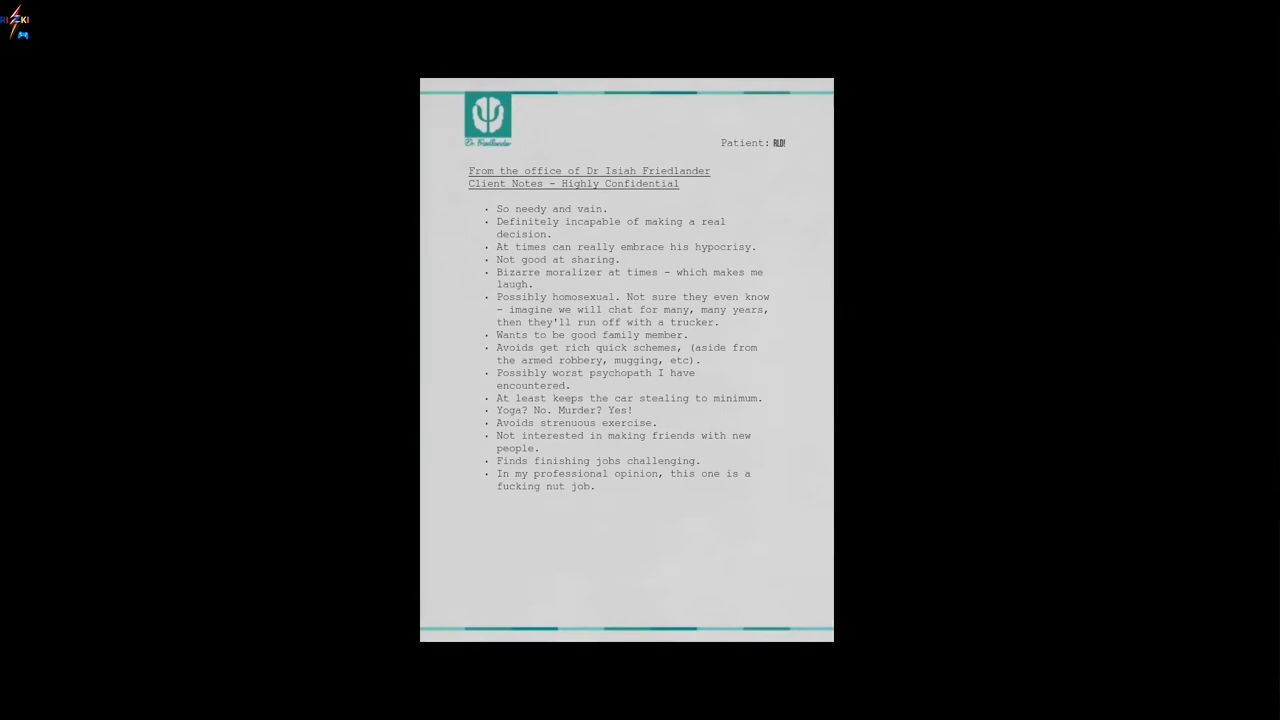 RIZKI
Dr. Friedlander
Patient: RLD!
From the office of Dr Isiah Friedlander
Client Notes - Highly Confidential
• So needy and vain.
• Definitely incapable of making a real
decision.
• At times can really embrace his hypocrisy.
• Not good at sharing.
• Bizarre moralizer at times - which makes me
laugh.
• Possibly homosexual. Not sure they even know
- imagine we will chat for many, many years,
then they'll run off with a trucker.
• Wants to be good family member.
• Avoids get rich quick schemes, (aside from
the armed robbery, mugging, etc).
• Possibly worst psychopath I have
encountered.
• At least keeps the car stealing to minimum.
• Yoga? No. Murder? Yes!
• Avoids strenuous exercise.
• Not interested in making friends with new
people.
• Finds finishing jobs challenging.
• In my professional opinion, this one is a
fucking nut job.